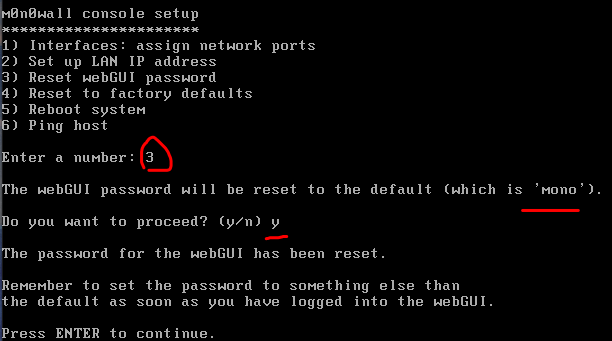 m0n0wall console setup
**********************
1) Interfaces: assign network ports
2) Set up LAN IP address
3) Reset webGUI password
4) Reset to factory defaults
5) Reboot system
6) Ping host
Enter a number: 3
The webGUI password will be reset to the default (which is 'mono').
Do you want to proceed? (y/n) y
The password for the webGUI has been reset.
Remember to set the password to something else than
the default as soon as you have logged into the webGUI.
Press ENTER to continue.